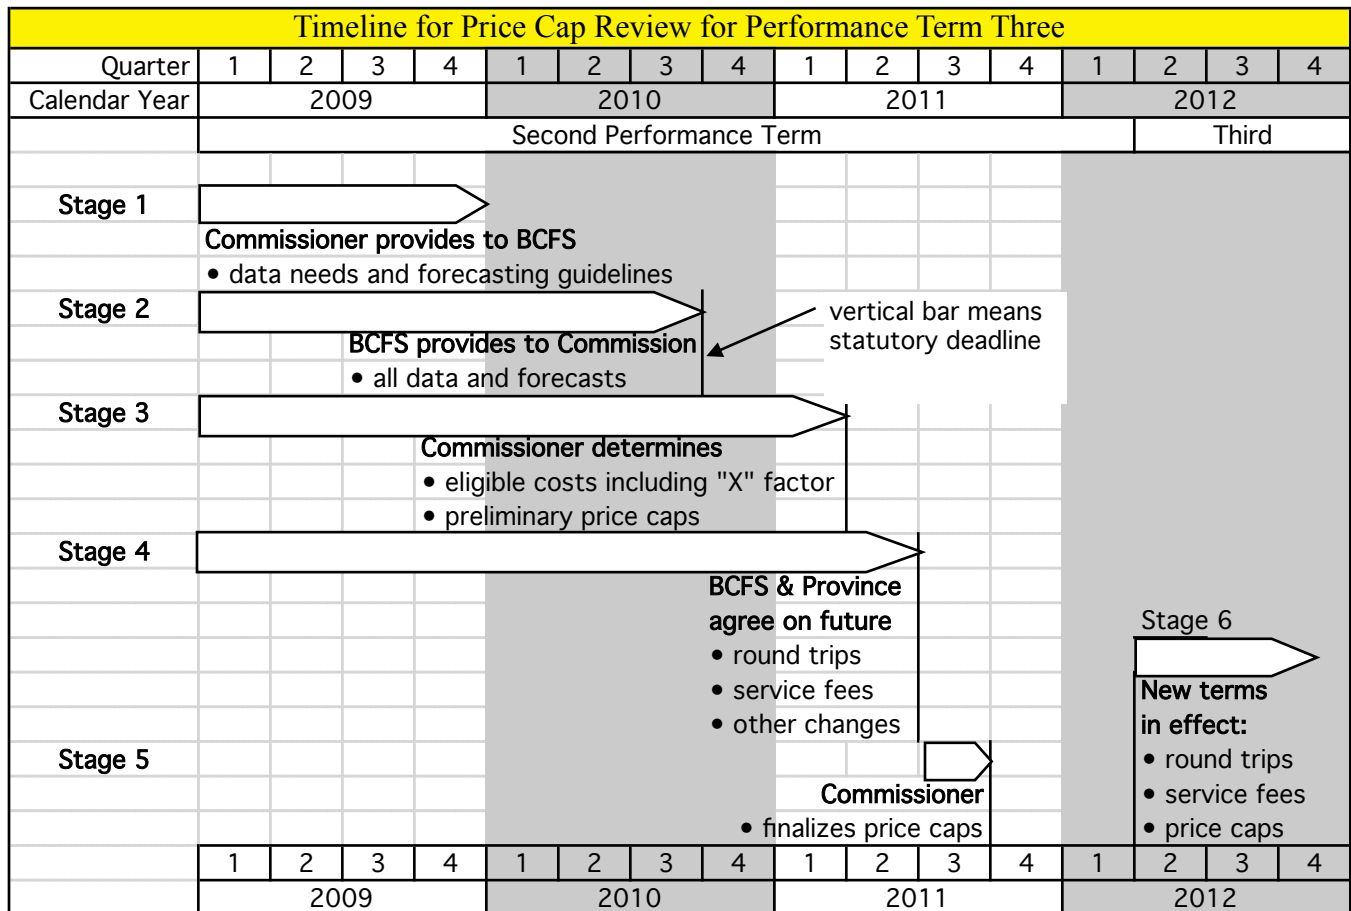 Timeline for Price Cap Review for Performance Term Three
Quarter 1 2 3 4 1 2 3 4 1 2 3 4 1 2 3 4
Calendar Year 2009 2010 2011 2012
Second Performance Term Third
Stage 1
Commissioner provides to BCFS
• data needs and forecasting guidelines
Stage 2
vertical bar means
statutory deadline
BCFS provides to Commission
• all data and forecasts
Stage 3
Commissioner determines
• eligible costs including "X" factor
• preliminary price caps
Stage 4
BCFS & Province
agree on future
• round trips
• service fees
• other changes
Stage 6
New terms
in effect:
• round trips
• service fees
• price caps
Stage 5
Commissioner
• finalizes price caps
1 2 3 4 1 2 3 4 1 2 3 4 1 2 3 4
2009 2010 2011 2012